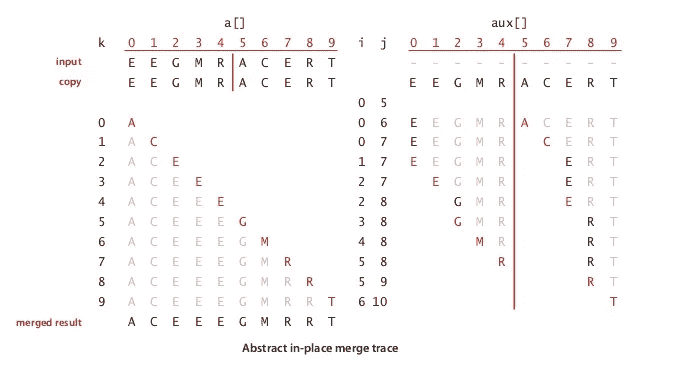 a[] aux[]
k 0 1 2 3 4 5 6 7 8 9 i j 0 1 2 3 4 5 6 7 8 9
input E E G M R A C E R T - - - - - - - - - -
copy E E G M R A C E R T E E G M R A C E R T
0 5
0 A 0 6 E E G M R A C E R T
1 A C 0 7 E E G M R C E R T
2 A C E 1 7 E E G M R E R T
3 A C E E 2 7 E G M R E R T
4 A C E E E 2 8 G M R E R T
5 A C E E E G 3 8 G M R R T
6 A C E E E G M 4 8 M R R T
7 A C E E E G M R 5 8 R R T
8 A C E E E G M R R 5 9 R T
9 A C E E E G M R R T 6 10 T
merged result A C E E E G M R R T
Abstract in-place merge trace